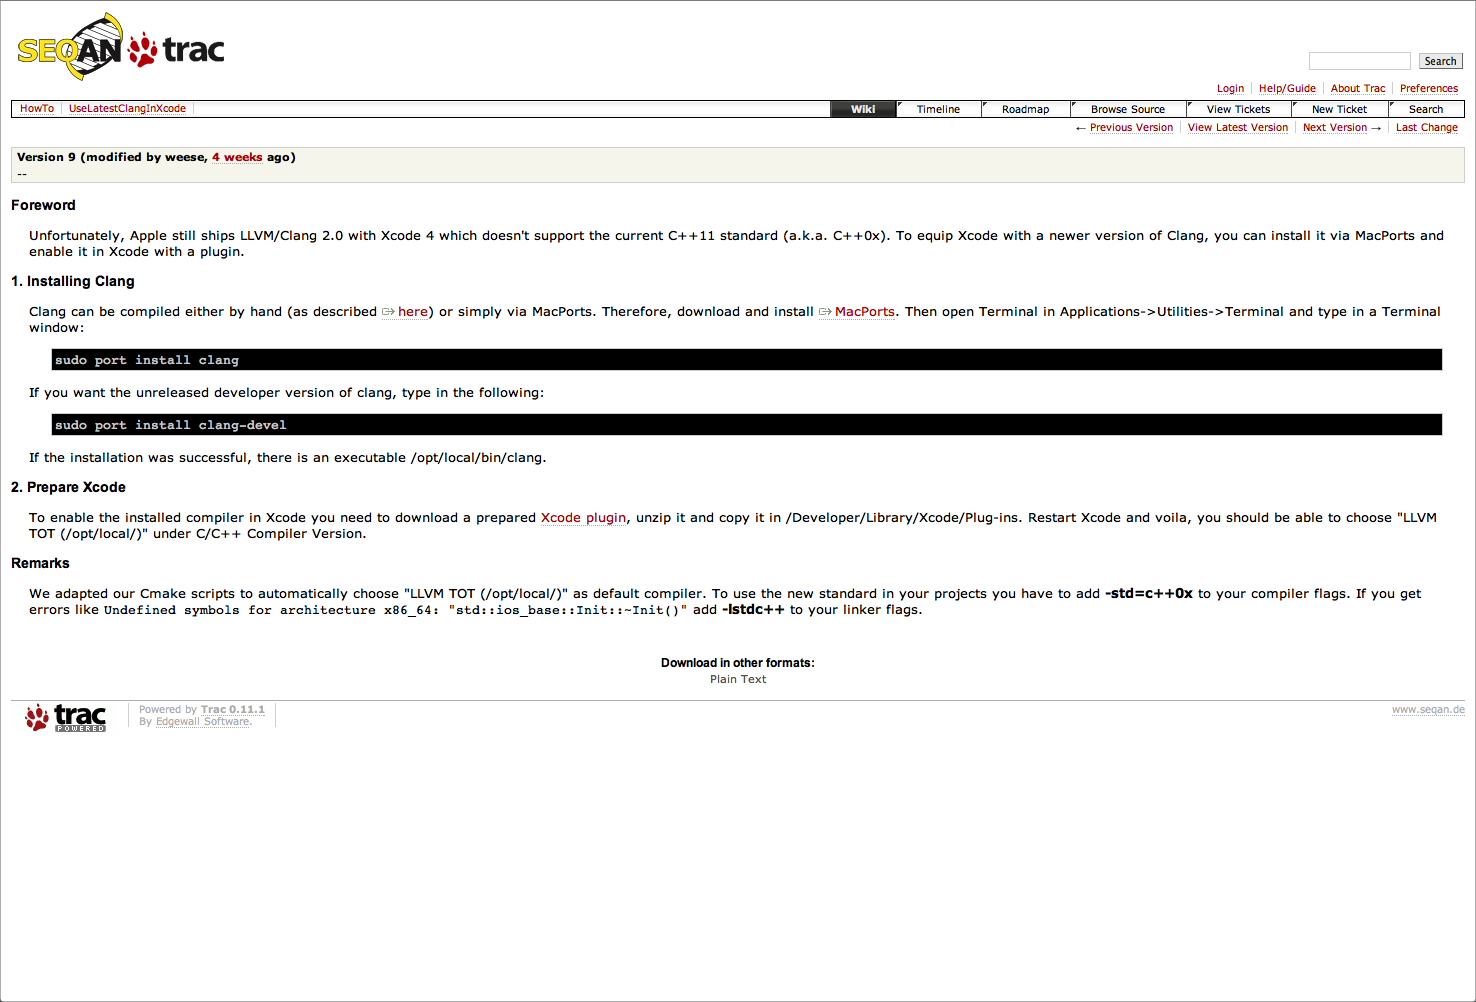 SEQAN trac
Search
Login Help/Guide About Trac Preferences
HowTo UseLatestClangInXcode Wiki Timeline Roadmap Browse Source View Tickets New Ticket Search
← Previous Version View Latest Version Next Version → Last Change
Version 9 (modified by weese, 4 weeks ago)
--
Foreword
Unfortunately, Apple still ships LLVM/Clang 2.0 with Xcode 4 which doesn't support the current C++11 standard (a.k.a. C++0x). To equip Xcode with a newer version of Clang, you can install it via MacPorts and
enable it in Xcode with a plugin.
1. Installing Clang
Clang can be compiled either by hand (as described here) or simply via MacPorts. Therefore, download and install MacPorts. Then open Terminal in Applications->Utilities->Terminal and type in a Terminal
window:
sudo port install clang
If you want the unreleased developer version of clang, type in the following:
sudo port install clang-devel
If the installation was successful, there is an executable /opt/local/bin/clang.
2. Prepare Xcode
To enable the installed compiler in Xcode you need to download a prepared Xcode plugin, unzip it and copy it in /Developer/Library/Xcode/Plug-ins. Restart Xcode and voila, you should be able to choose "LLVM
TOT (/opt/local/)" under C/C++ Compiler Version.
Remarks
We adapted our Cmake scripts to automatically choose "LLVM TOT (/opt/local/)" as default compiler. To use the new standard in your projects you have to add -std=c++0x to your compiler flags. If you get
errors like Undefined symbols for architecture x86_64: "std::ios_base::Init::~Init()" add -lstdc++ to your linker flags.
Download in other formats:
Plain Text
trac POWERED
Powered by Trac 0.11.1
By Edgewall Software.
www.seqan.de